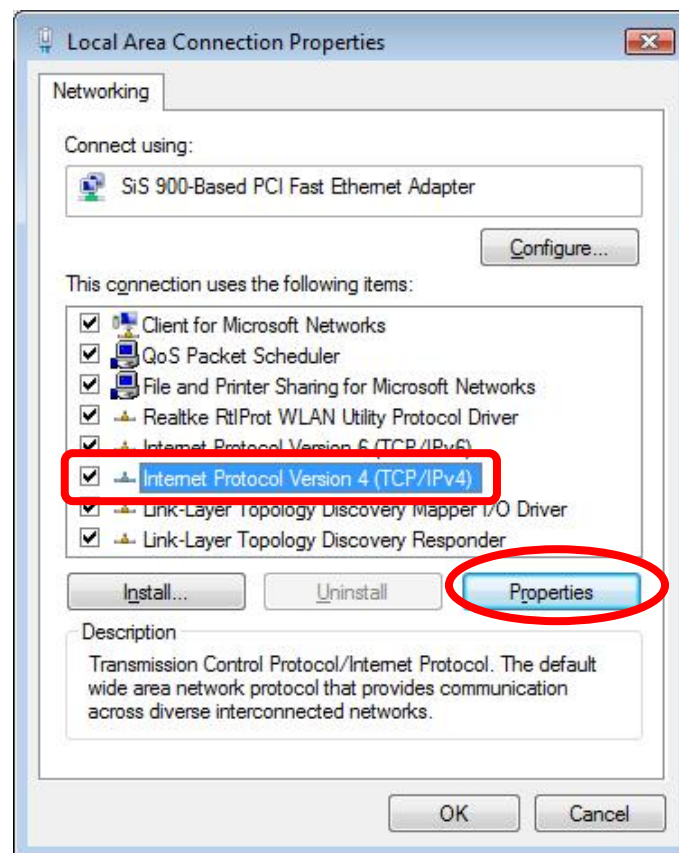 Local Area Connection Properties
Networking
Connect using:
SiS 900-Based PCI Fast Ethernet Adapter
Configure...
This connection uses the following items:
Client for Microsoft Networks
QoS Packet Scheduler
File and Printer Sharing for Microsoft Networks
Realtke RtlProt WLAN Utility Protocol Driver
Internet Protocol Version 6 (TCP/IPv6)
Internet Protocol Version 4 (TCP/IPv4)
Link-Layer Topology Discovery Mapper I/O Driver
Link-Layer Topology Discovery Responder
Install... Uninstall Properties
Description
Transmission Control Protocol/Internet Protocol. The default
wide area network protocol that provides communication
across diverse interconnected networks.
OK Cancel